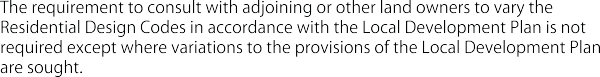 The requirement to consult with adjoining or other land owners to vary the
Residential Design Codes in accordance with the Local Development Plan is not
required except where variations to the provisions of the Local Development Plan
are sought.